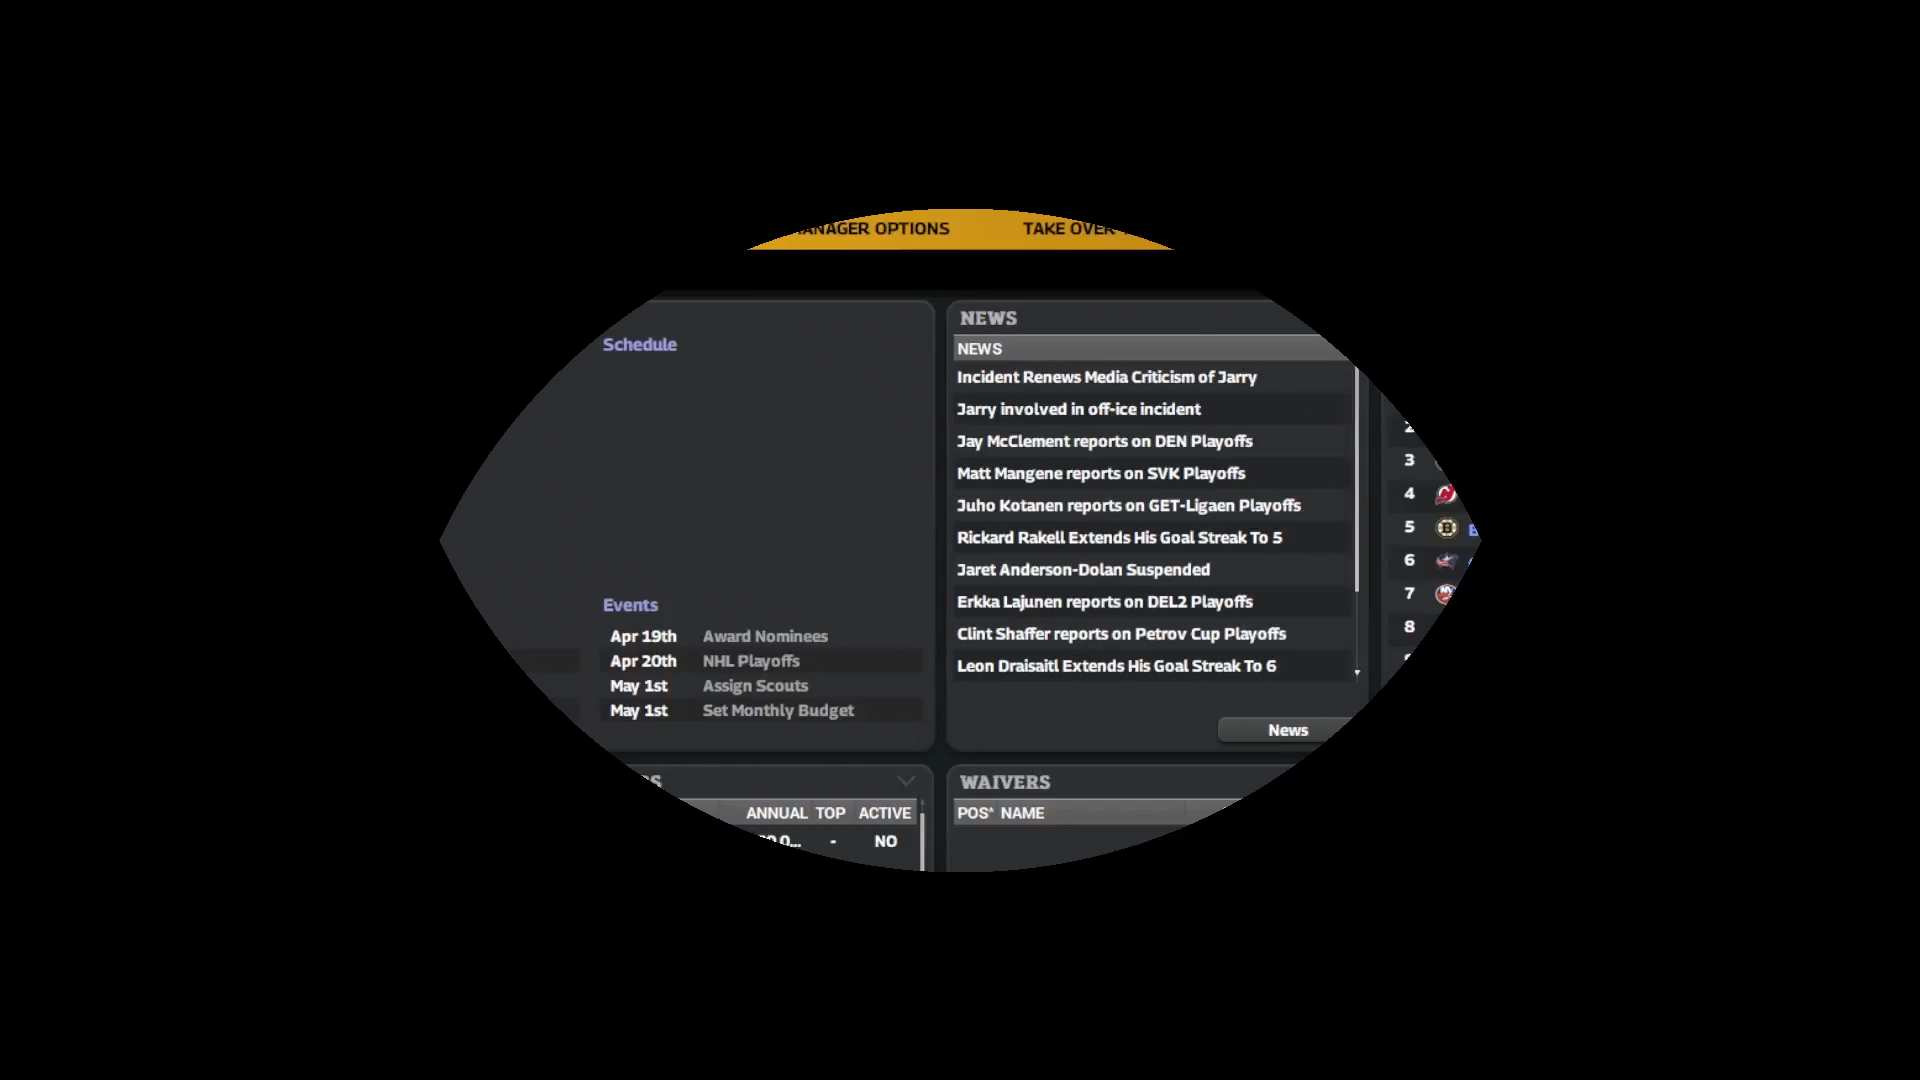 MANAGER OPTIONS
TAKE OVER
Schedule
Events
Apr 19th Award Nominees
Apr 20th NHL Playoffs
May 1st Assign Scouts
May 1st Set Monthly Budget
NEWS
NEWS
Incident Renews Media Criticism of Jarry
Jarry involved in off-ice incident
Jay McClement reports on DEN Playoffs
Matt Mangene reports on SVK Playoffs
Juho Kotanen reports on GET-Ligaen Playoffs
Rickard Rakell Extends His Goal Streak To 5
Jaret Anderson-Dolan Suspended
Erkka Lajunen reports on DEL2 Playoffs
Clint Shaffer reports on Petrov Cup Playoffs
Leon Draisaitl Extends His Goal Streak To 6
News
2
3
4
5
6
7
8
ANNUAL TOP ACTIVE
- NO
WAIVERS
POS^ NAME